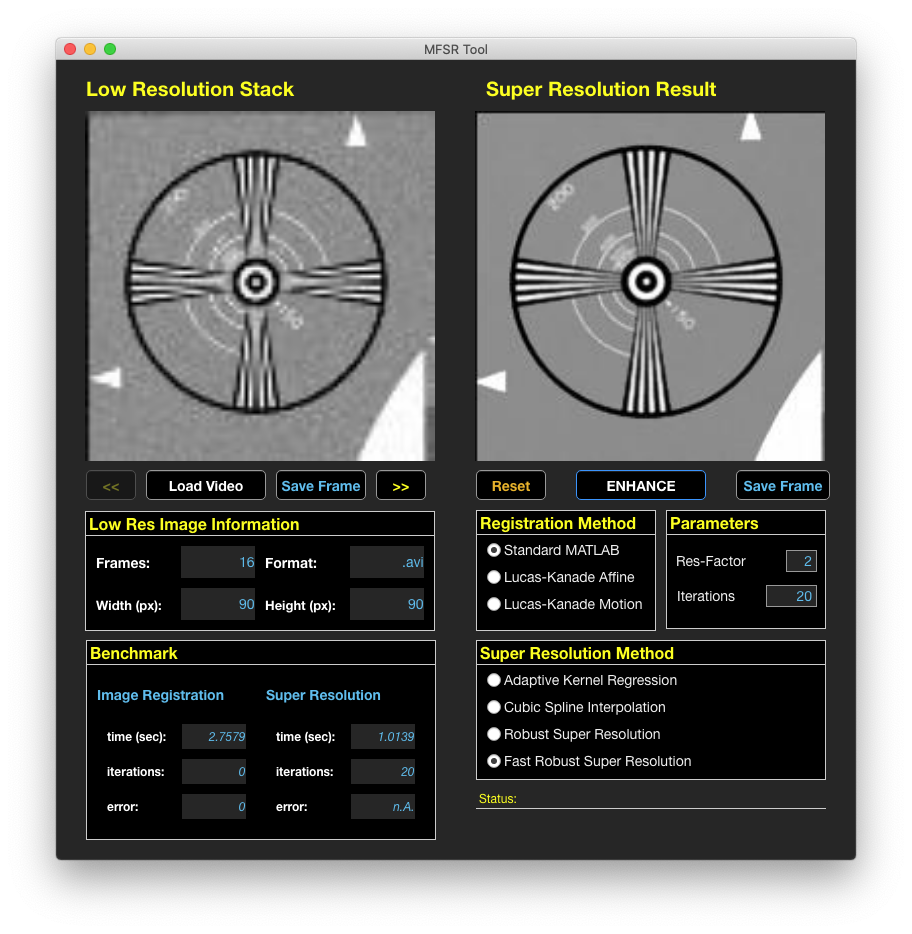 MFSR Tool
Low Resolution Stack
Super Resolution Result
200
150
<<
Load Video
Save Frame
>>
Reset
ENHANCE
Save Frame
Low Res Image Information
Frames: 16 Format: .avi
Width (px): 90 Height (px): 90
Registration Method
Standard MATLAB
Lucas-Kanade Affine
Lucas-Kanade Motion
Parameters
Res-Factor 2
Iterations 20
Benchmark
Image Registration Super Resolution
time (sec): 2.7579 time (sec): 1.0139
iterations: 0 iterations: 20
error: 0 error: n.A.
Super Resolution Method
Adaptive Kernel Regression
Cubic Spline Interpolation
Robust Super Resolution
Fast Robust Super Resolution
Status: